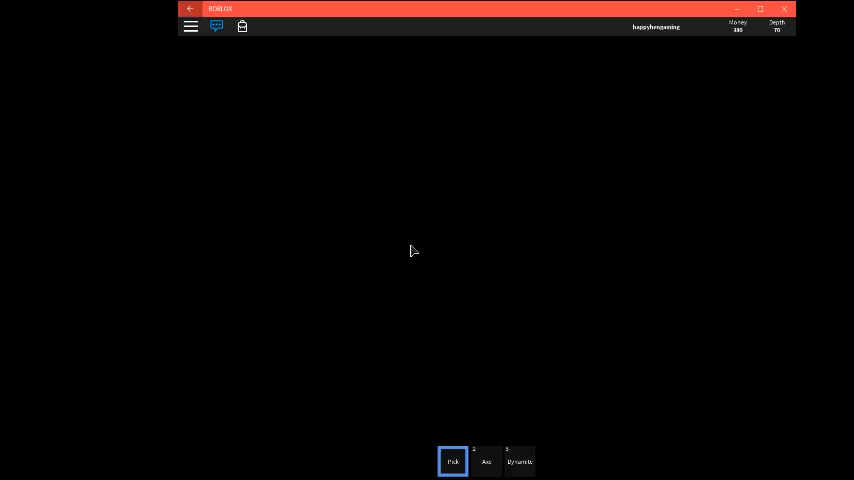 ROBLOX
happyhengaming
Money
380
Depth
70
Pick
2
Axe
3
Dynamite